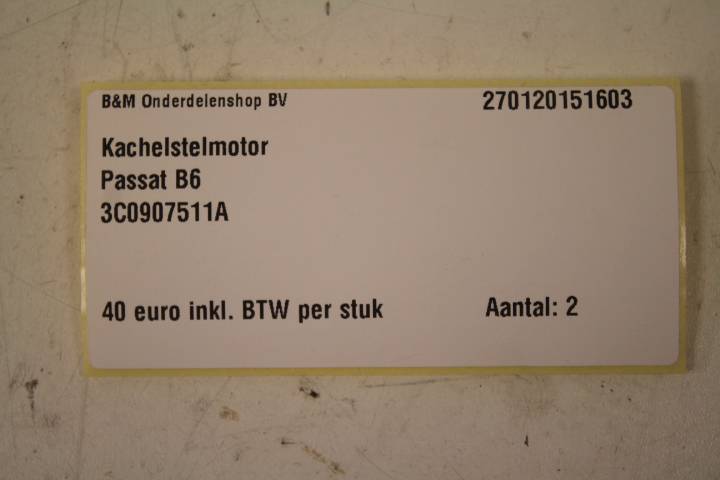 B&M Onderdelenshop BV 270120151603
Kachelstelmotor
Passat B6
3C0907511A
40 euro inkl. BTW per stuk Aantal: 2